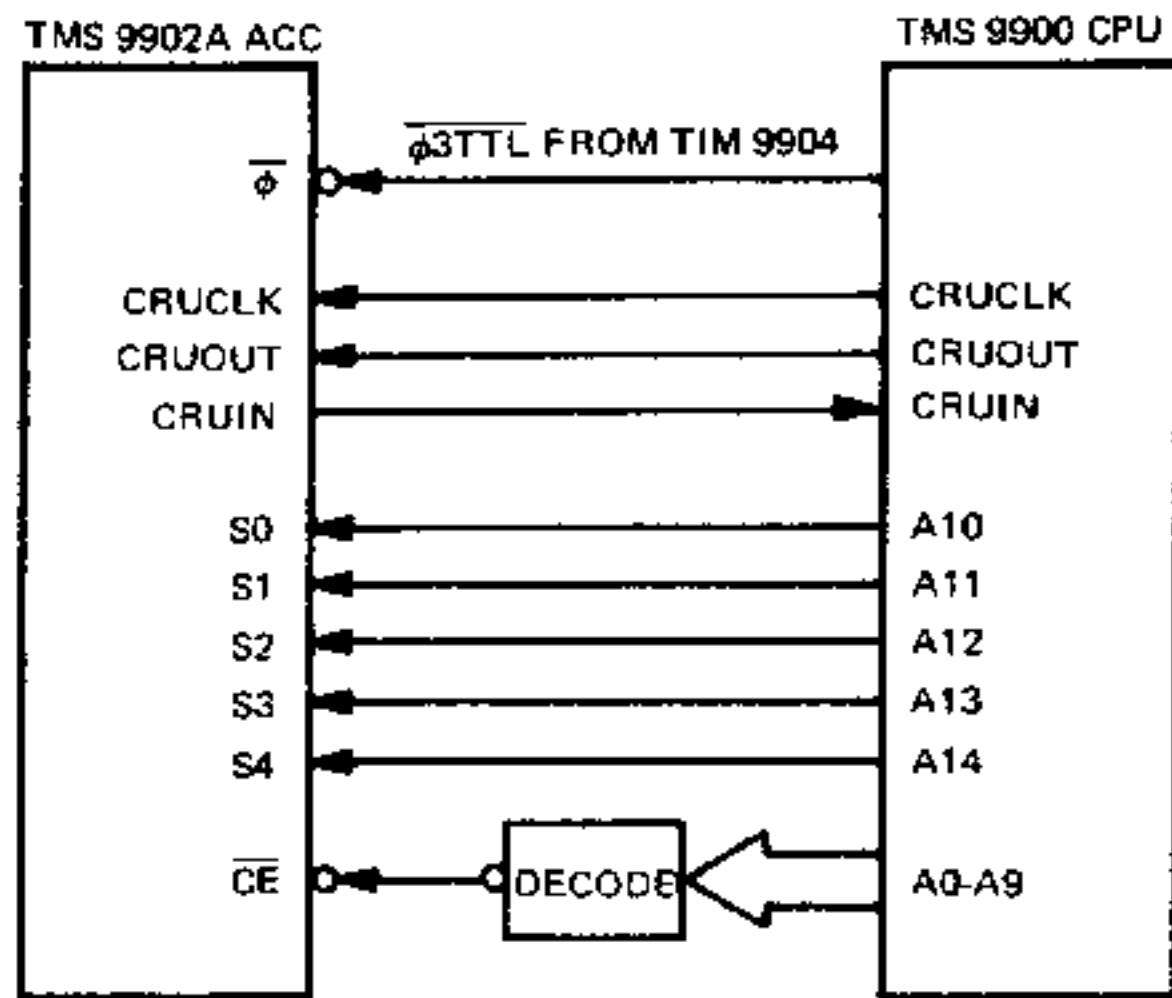 TMS 9902A ACC
TMS 9900 CPU
φ3TTL FROM TIM 9904
φ
CRUCLK
CRUCLK
CRUOUT
CRUOUT
CRUIN
CRUIN
S0
A10
S1
A11
S2
A12
S3
A13
S4
A14
CE
DECODE
A0-A9